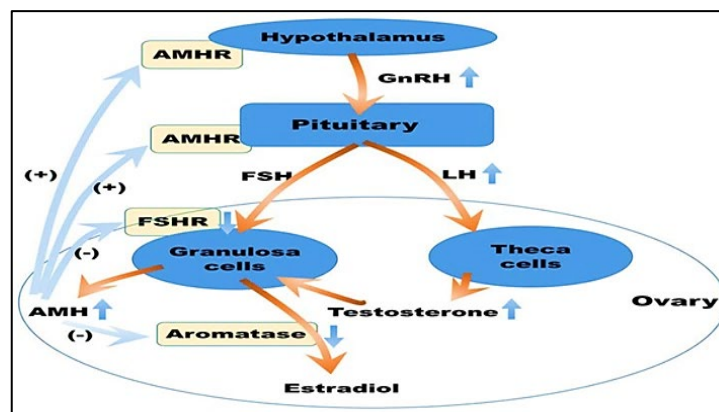 Hypothalamus
AMHR
GnRH
AMHR
Pituitary
FSH
LH
(+)
(+)
FSHR
(-)
Granulosa
cells
Theca
cells
AMH
Testosterone
Ovary
(-)
Aromatase
Estradiol